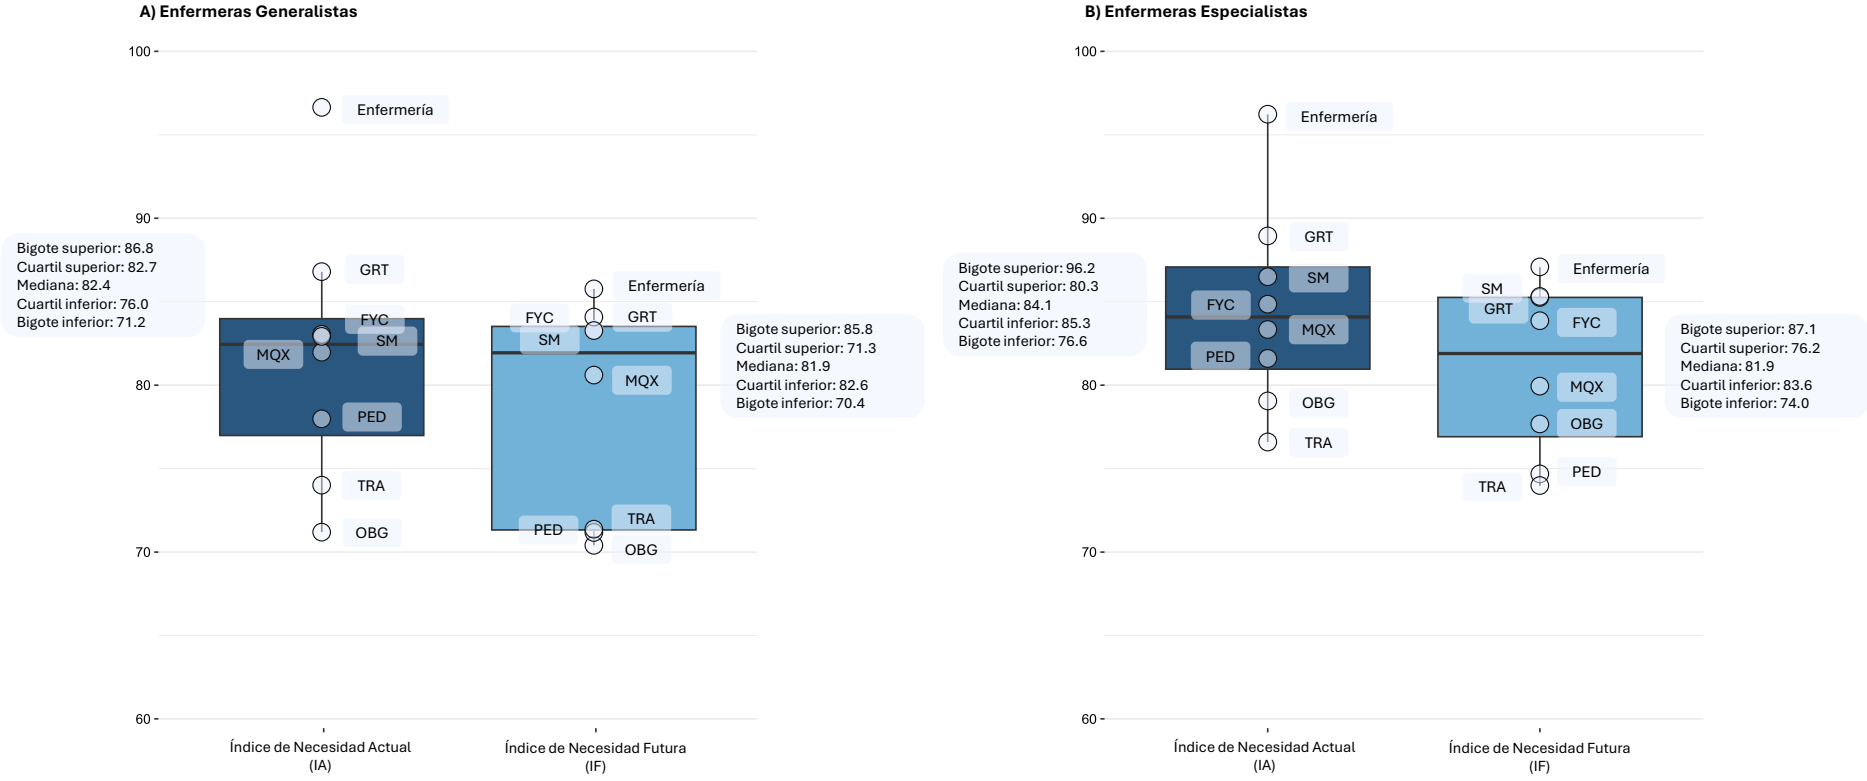 A) Enfermeras Generalistas
100
90
80
70
60
Enfermería
GRT
FYC
SM
MQX
PED
TRA
OBG
Bigote superior: 86.8
Cuartil superior: 82.7
Mediana: 82.4
Cuartil inferior: 76.0
Bigote inferior: 71.2
Enfermería
FYC
GRT
SM
MQX
TRA
PED
OBG
Bigote superior: 85.8
Cuartil superior: 71.3
Mediana: 81.9
Cuartil inferior: 82.6
Bigote inferior: 70.4
Índice de Necesidad Actual
(IA)
Índice de Necesidad Futura
(IF)
B) Enfermeras Especialistas
100
90
80
70
60
Bigote superior: 96.2
Cuartil superior: 80.3
Mediana: 84.1
Cuartil inferior: 85.3
Bigote inferior: 76.6
Enfermería
GRT
SM
FYC
MQX
PED
OBG
TRA
Enfermería
SM
GRT
FYC
MQX
OBG
PED
TRA
Bigote superior: 87.1
Cuartil superior: 76.2
Mediana: 81.9
Cuartil inferior: 83.6
Bigote inferior: 74.0
Índice de Necesidad Actual
(IA)
Índice de Necesidad Futura
(IF)